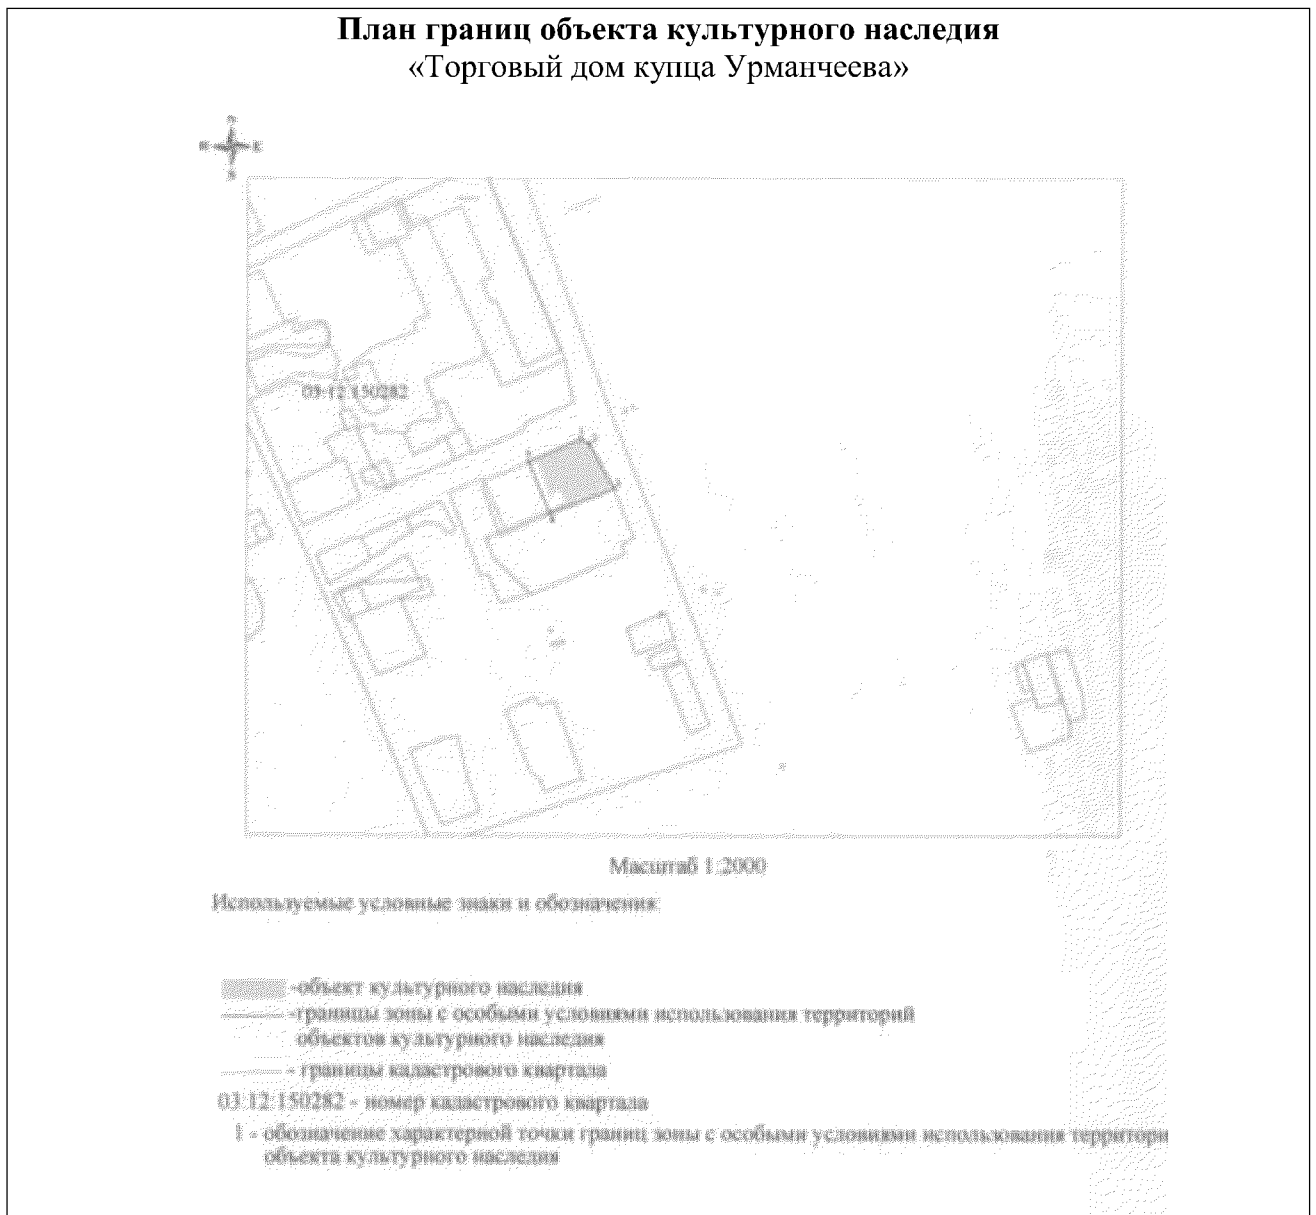 План границ объекта культурного наследия
«Торговый дом купца Урманчеева»
03:12:150282
Масштаб 1:2000
Используемые условные знаки и обозначения:
-объект культурного наследия
-границы зоны с особыми условиями использования территорий
объектов культурного наследия
- границы кадастрового квартала
03:12:150282 - номер кадастрового квартала
1 - обозначение характерной точки границ зоны с особыми условиями использования территори
объекта культурного наследия